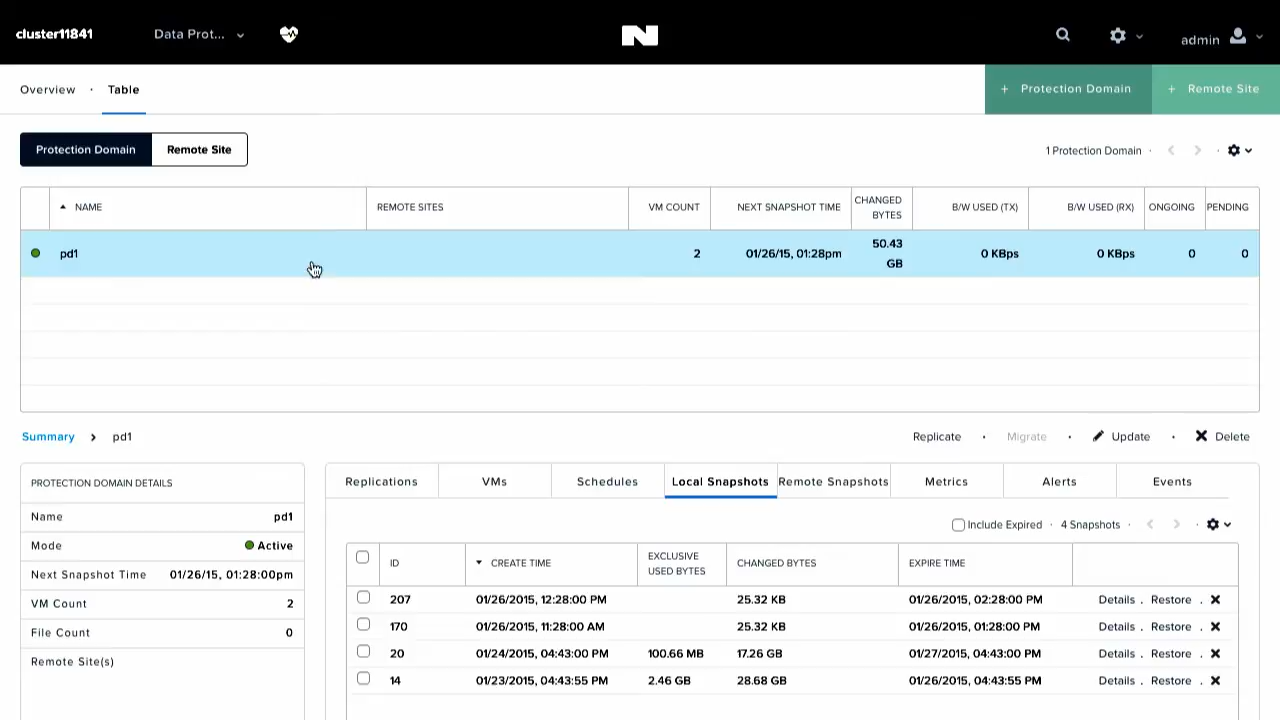 cluster11841 Data Prot... admin
Overview · Table + Protection Domain + Remote Site
Protection Domain Remote Site 1 Protection Domain ·
NAME REMOTE SITES VM COUNT NEXT SNAPSHOT TIME CHANGED BYTES B/W USED (TX) B/W USED (RX) ONGOING PENDING
pd1 2 01/26/15, 01:28pm 50.43 GB 0 KBps 0 KBps 0 0
Summary pd1 Replicate · Migrate · Update · Delete
PROTECTION DOMAIN DETAILS
Name pd1
Mode Active
Next Snapshot Time 01/26/15, 01:28:00pm
VM Count 2
File Count 0
Remote Site(s)
Replications VMs Schedules Local Snapshots Remote Snapshots Metrics Alerts Events
Include Expired · 4 Snapshots ·
ID CREATE TIME EXCLUSIVE USED BYTES CHANGED BYTES EXPIRE TIME
207 01/26/2015, 12:28:00 PM 25.32 KB 01/26/2015, 02:28:00 PM Details . Restore .
170 01/26/2015, 11:28:00 AM 25.32 KB 01/26/2015, 01:28:00 PM Details . Restore .
20 01/24/2015, 04:43:00 PM 100.66 MB 17.26 GB 01/27/2015, 04:43:00 PM Details . Restore .
14 01/23/2015, 04:43:55 PM 2.46 GB 28.68 GB 01/26/2015, 04:43:55 PM Details . Restore .